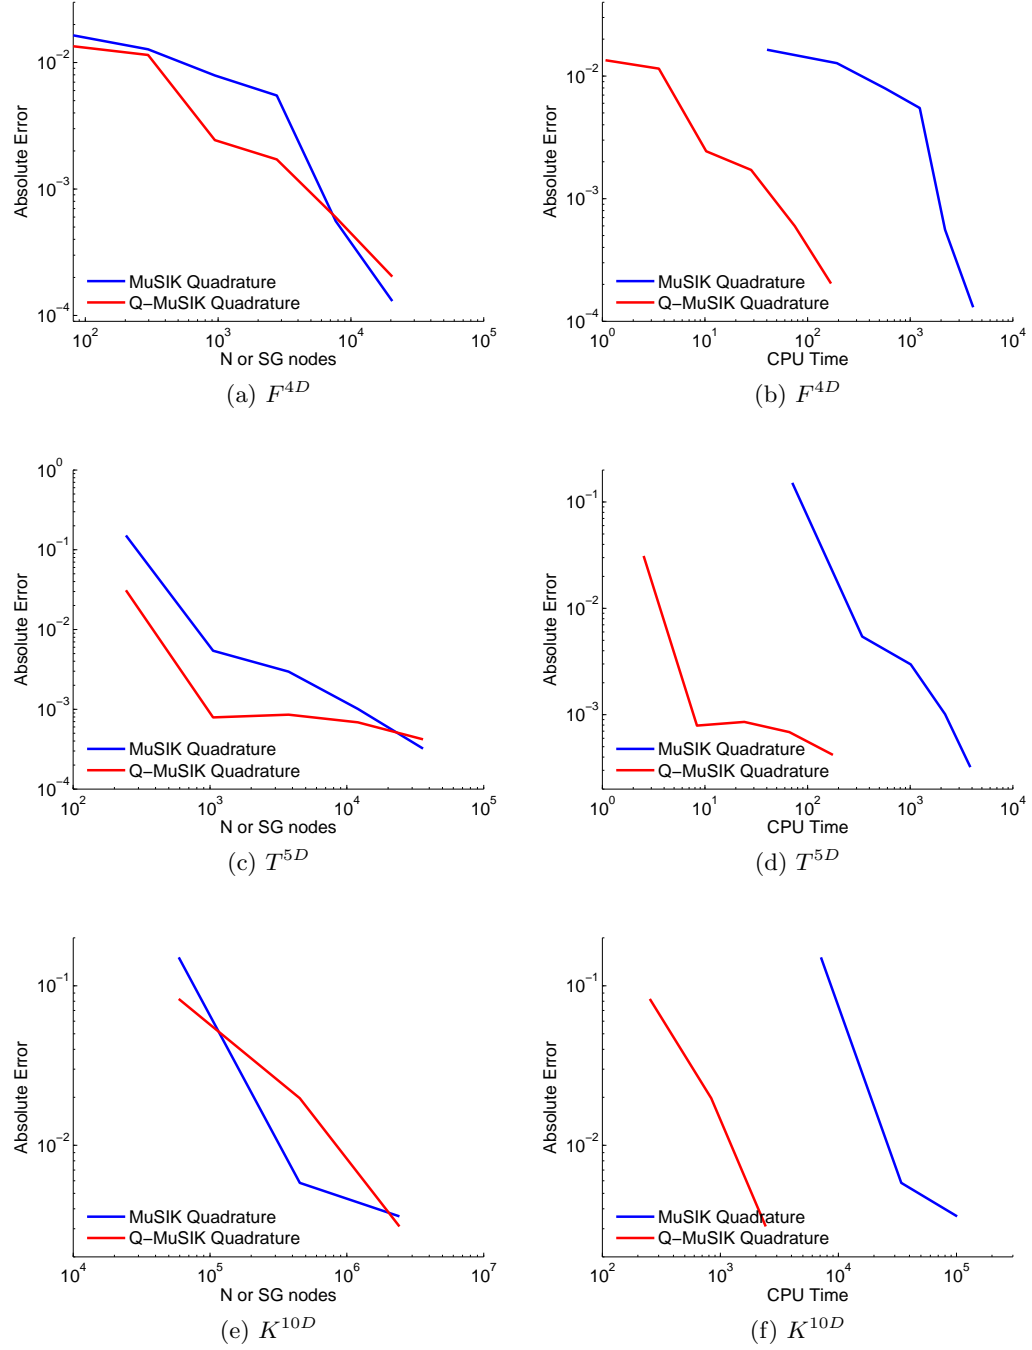 10^-2
10^-3
10^-4
Absolute Error
MuSIK Quadrature
Q−MuSIK Quadrature
10^2
10^3
10^4
10^5
N or SG nodes
(a) F^{4D}
10^-2
10^-3
10^-4
Absolute Error
MuSIK Quadrature
Q−MuSIK Quadrature
10^0
10^1
10^2
10^3
10^4
CPU Time
(b) F^{4D}
10^0
10^-1
10^-2
10^-3
10^-4
Absolute Error
MuSIK Quadrature
Q−MuSIK Quadrature
10^2
10^3
10^4
10^5
N or SG nodes
(c) T^{5D}
10^-1
10^-2
10^-3
Absolute Error
MuSIK Quadrature
Q−MuSIK Quadrature
10^0
10^1
10^2
10^3
10^4
CPU Time
(d) T^{5D}
10^-1
10^-2
Absolute Error
MuSIK Quadrature
Q−MuSIK Quadrature
10^4
10^5
10^6
10^7
N or SG nodes
(e) K^{10D}
10^-1
10^-2
Absolute Error
MuSIK Quadrature
Q−MuSIK Quadrature
10^2
10^3
10^4
10^5
CPU Time
(f) K^{10D}